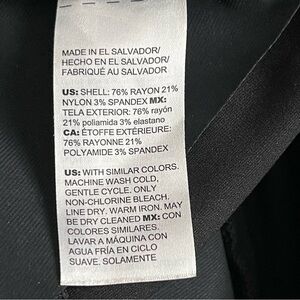 MADE IN EL SALVADOR/
HECHO EN EL SALVADOR/
FABRIQUÉ AU SALVADOR
US: SHELL: 76% RAYON 21%
NYLON 3% SPANDEX MX:
TELA EXTERIOR: 76% rayón
21% poliamida 3% elastano
CA: ÉTOFFE EXTÉRIEURE:
76% RAYONNE 21%
POLYAMIDE 3% SPANDEX
US: WITH SIMILAR COLORS.
MACHINE WASH COLD,
GENTLE CYCLE. ONLY
NON-CHLORINE BLEACH.
LINE DRY. WARM IRON. MAY
BE DRY CLEANED MX: CON
COLORES SIMILARES.
LAVAR A MÁQUINA CON
AGUA FRÍA EN CICLO
SUAVE. SOLAMENTE